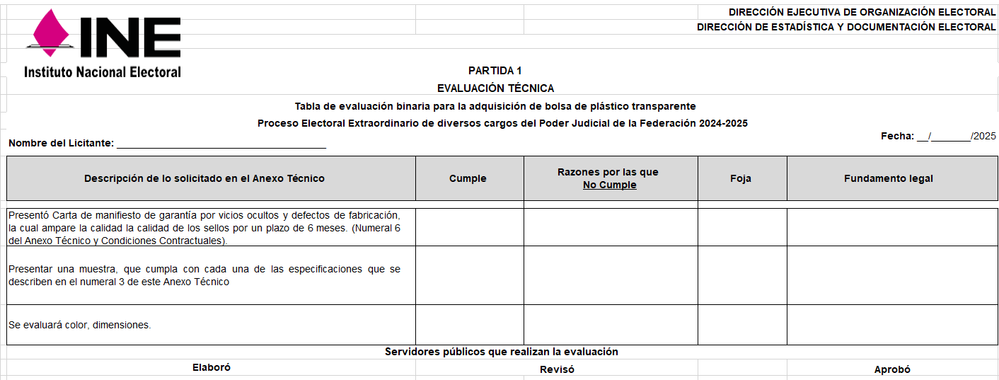 INE
Instituto Nacional Electoral
DIRECCIÓN EJECUTIVA DE ORGANIZACIÓN ELECTORAL
DIRECCIÓN DE ESTADÍSTICA Y DOCUMENTACIÓN ELECTORAL
PARTIDA 1
EVALUACIÓN TÉCNICA
Tabla de evaluación binaria para la adquisición de bolsa de plástico transparente
Proceso Electoral Extraordinario de diversos cargos del Poder Judicial de la Federación 2024-2025
Fecha: __/_______/2025
Nombre del Licitante: _____________________________________
Descripción de lo solicitado en el Anexo Técnico
Cumple
Razones por las que
No Cumple
Foja
Fundamento legal
Presentó Carta de manifiesto de garantía por vicios ocultos y defectos de fabricación,
la cual ampare la calidad la calidad de los sellos por un plazo de 6 meses. (Numeral 6
del Anexo Técnico y Condiciones Contractuales).
Presentar una muestra, que cumpla con cada una de las especificaciones que se
describen en el numeral 3 de este Anexo Técnico
Se evaluará color, dimensiones.
Servidores públicos que realizan la evaluación
Elaboró
Revisó
Aprobó